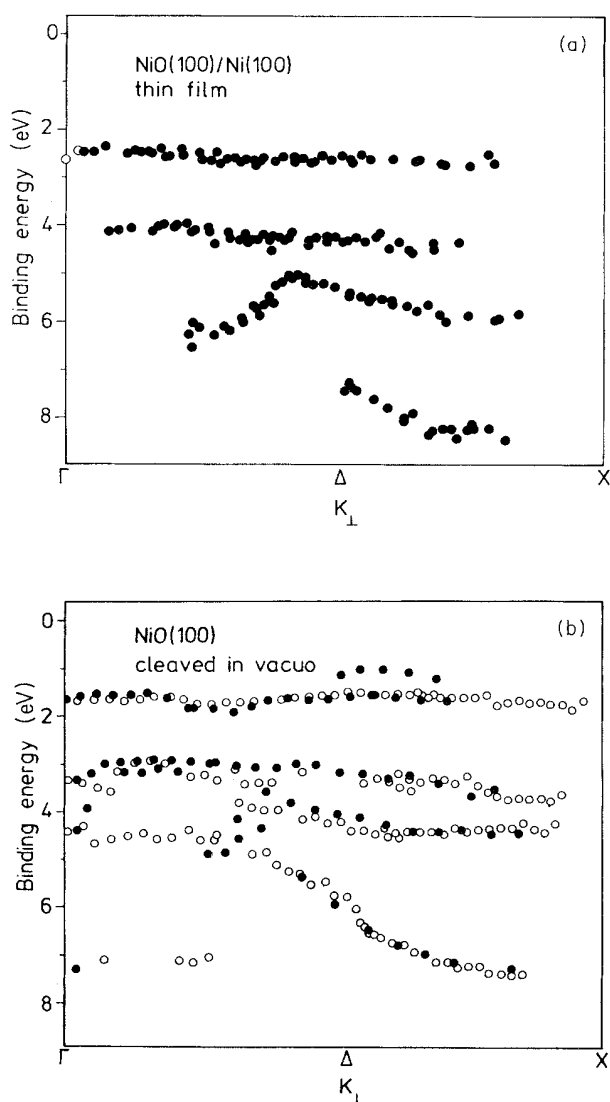 (a)
NiO(100)/Ni(100)
thin film
Binding energy (eV)
0
2
4
6
8
Γ
Δ
X
K⊥
(b)
NiO(100)
cleaved in vacuo
Binding energy (eV)
0
2
4
6
8
Γ
Δ
X
K⊥